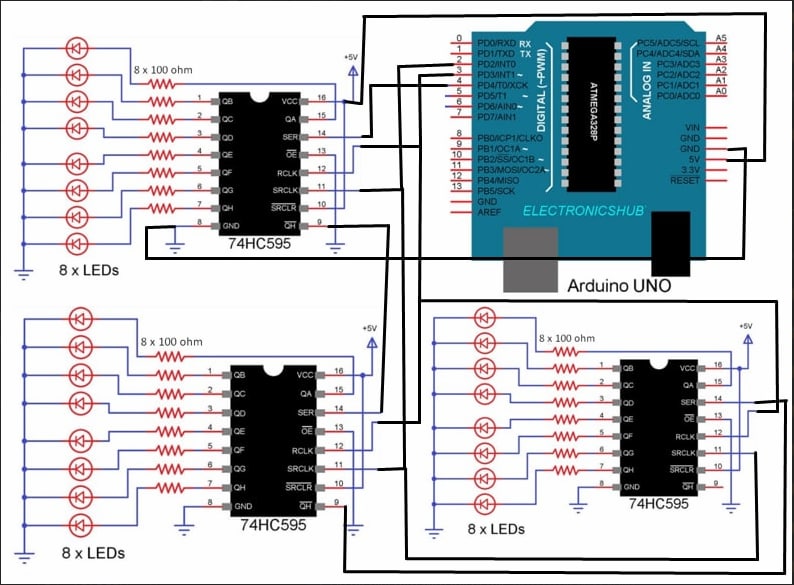 8 x 100 ohm
+5V
1 QB VCC 16
2 QC QA 15
3 QD SER 14
4 QE OE 13
5 QF RCLK 12
6 QG SRCLK 11
7 QH SRCLR 10
8 GND QH 9
74HC595
8 x LEDs
0 PD0/RXD RX
1 PD1/TXD TX
2 PD2/INT0
3 PD3/INT1 ~
4 PD4/T0/XCK
5 PD5/T1 ~
6 PD6/AIN0 ~
7 PD7/AIN1
8 PB0/ICP1/CLKO
9 PB1/OC1A ~
10 PB2/SS/OC1B ~
11 PB3/MOSI/OC2A ~
12 PB4/MISO
13 PB5/SCK
GND
AREF
DIGITAL (~PWM)
ATMEGA328P
ANALOG IN
PC5/ADC5/SCL A5
PC4/ADC4/SDA A4
PC3/ADC3 A3
PC2/ADC2 A2
PC1/ADC1 A1
PC0/ADC0 A0
VIN
GND
GND
5V
3.3V
RESET
ELECTRONICSHUB
Arduino UNO
8 x 100 ohm
+5V
1 QB VCC 16
2 QC QA 15
3 QD SER 14
4 QE OE 13
5 QF RCLK 12
6 QG SRCLK 11
7 QH SRCLR 10
8 GND QH 9
74HC595
8 x LEDs
8 x 100 ohm
+5V
1 QB VCC 16
2 QC QA 15
3 QD SER 14
4 QE OE 13
5 QF RCLK 12
6 QG SRCLK 11
7 QH SRCLR 10
8 GND QH 9
74HC595
8 x LEDs